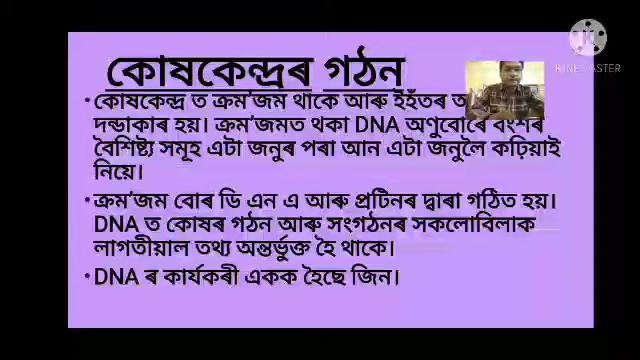 কোষকেন্দ্ৰৰ গঠন
• কোষকেন্দ্ৰ ত ক্ৰম'জম থাকে আৰু ইহঁতৰ
দন্ডাকাৰ হয়। ক্ৰম'জমত থকা DNA অণুবোৰে বংশৰ
বৈশিষ্ট্য সমূহ এটা জনুৰ পৰা আন এটা জনুলৈ কঢ়িয়াই
নিয়ে।
• ক্ৰম'জম বোৰ ডি এন এ আৰু প্ৰটিনৰ দ্বাৰা গঠিত হয়।
DNA ত কোষৰ গঠন আৰু সংগঠনৰ সকলোবিলাক
লাগতীয়াল তথ্য অন্তৰ্ভুক্ত হৈ থাকে।
• DNA ৰ কাৰ্যকৰী একক হৈছে জিন।